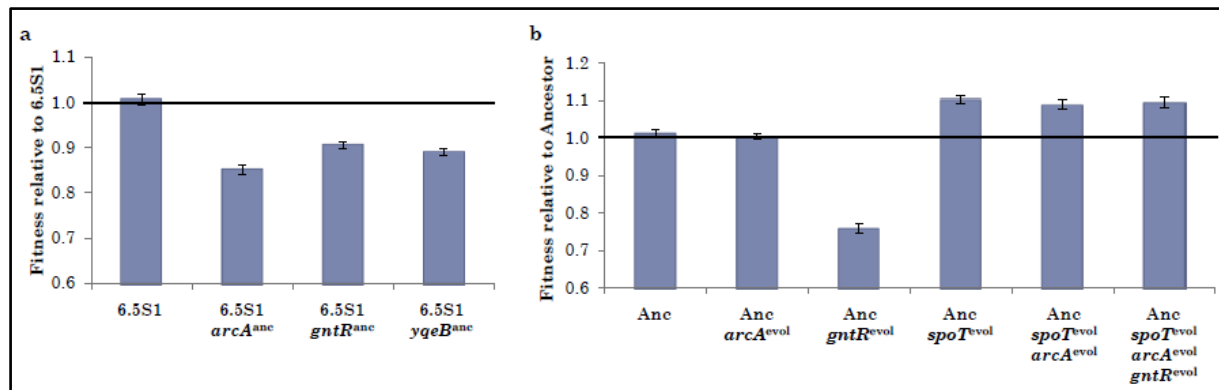 a
Fitness relative to 6.5S1
1.1
1.0
0.9
0.8
0.7
0.6
6.5S1
6.5S1
arcAanc
6.5S1
gntRanc
6.5S1
yqeBanc
b
Fitness relative to Ancestor
1.2
1.1
1.0
0.9
0.8
0.7
0.6
Anc
Anc
arcAevol
Anc
gntRevol
Anc
spoTevol
Anc
spoTevol
arcAevol
Anc
spoTevol
arcAevol
gntRevol